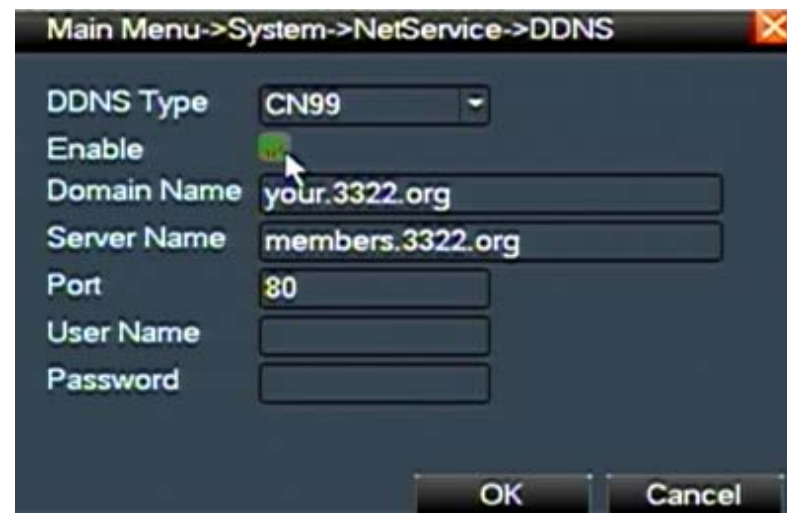 Main Menu->System->NetService->DDNS
DDNS Type CN99
Enable
Domain Name your.3322.org
Server Name members.3322.org
Port 80
User Name
Password
OK Cancel